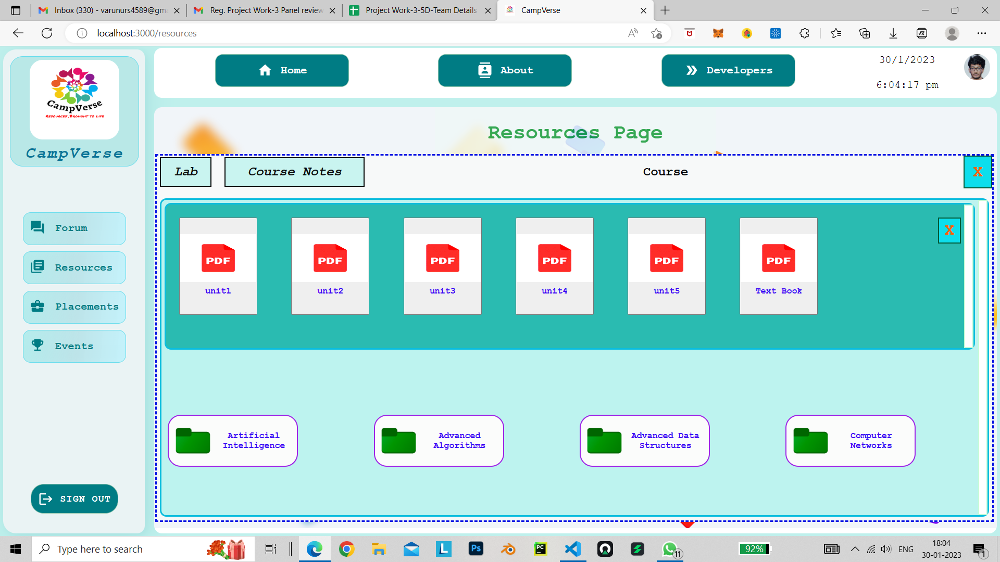 Inbox (330) - varunurs4589@gma
Reg. Project Work-3 Panel review
Project Work-3-5D-Team Details
CampVerse
localhost:3000/resources
CampVerse
RESOURCES ,BROUGHT TO LIFE
CampVerse
Home
About
Developers
30/1/2023
6:04:17 pm
Resources Page
Lab
Course Notes
Course
X
Forum
Resources
Placements
Events
SIGN OUT
PDF PDF PDF PDF PDF PDF
X
unit1 unit2 unit3 unit4 unit5 Text Book
Artificial
Intelligence
Advanced
Algorithms
Advanced Data
Structures
Computer
Networks
Type here to search
L
Ps
PC
11
92%
ENG
18:04
30-01-2023
1